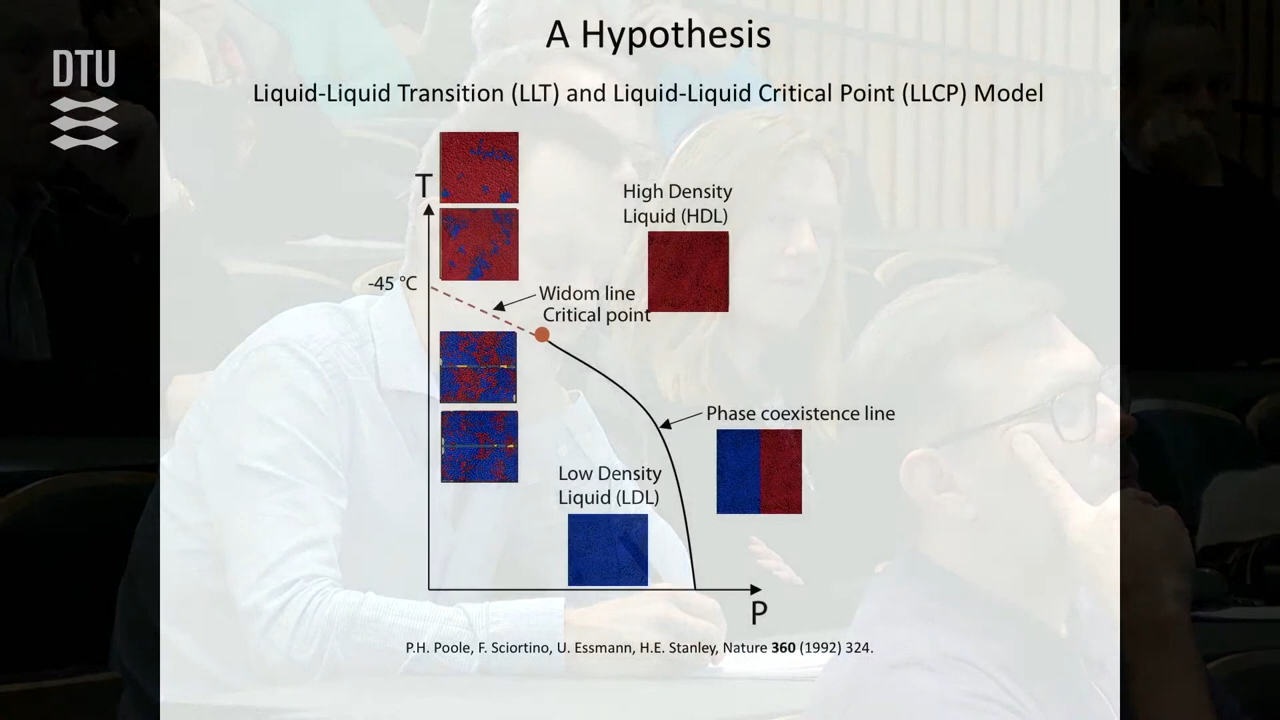 DTU
A Hypothesis
Liquid-Liquid Transition (LLT) and Liquid-Liquid Critical Point (LLCP) Model
T
High Density
Liquid (HDL)
-45 °C
Widom line
Critical point
Phase coexistence line
Low Density
Liquid (LDL)
P
P.H. Poole, F. Sciortino, U. Essmann, H.E. Stanley, Nature 360 (1992) 324.